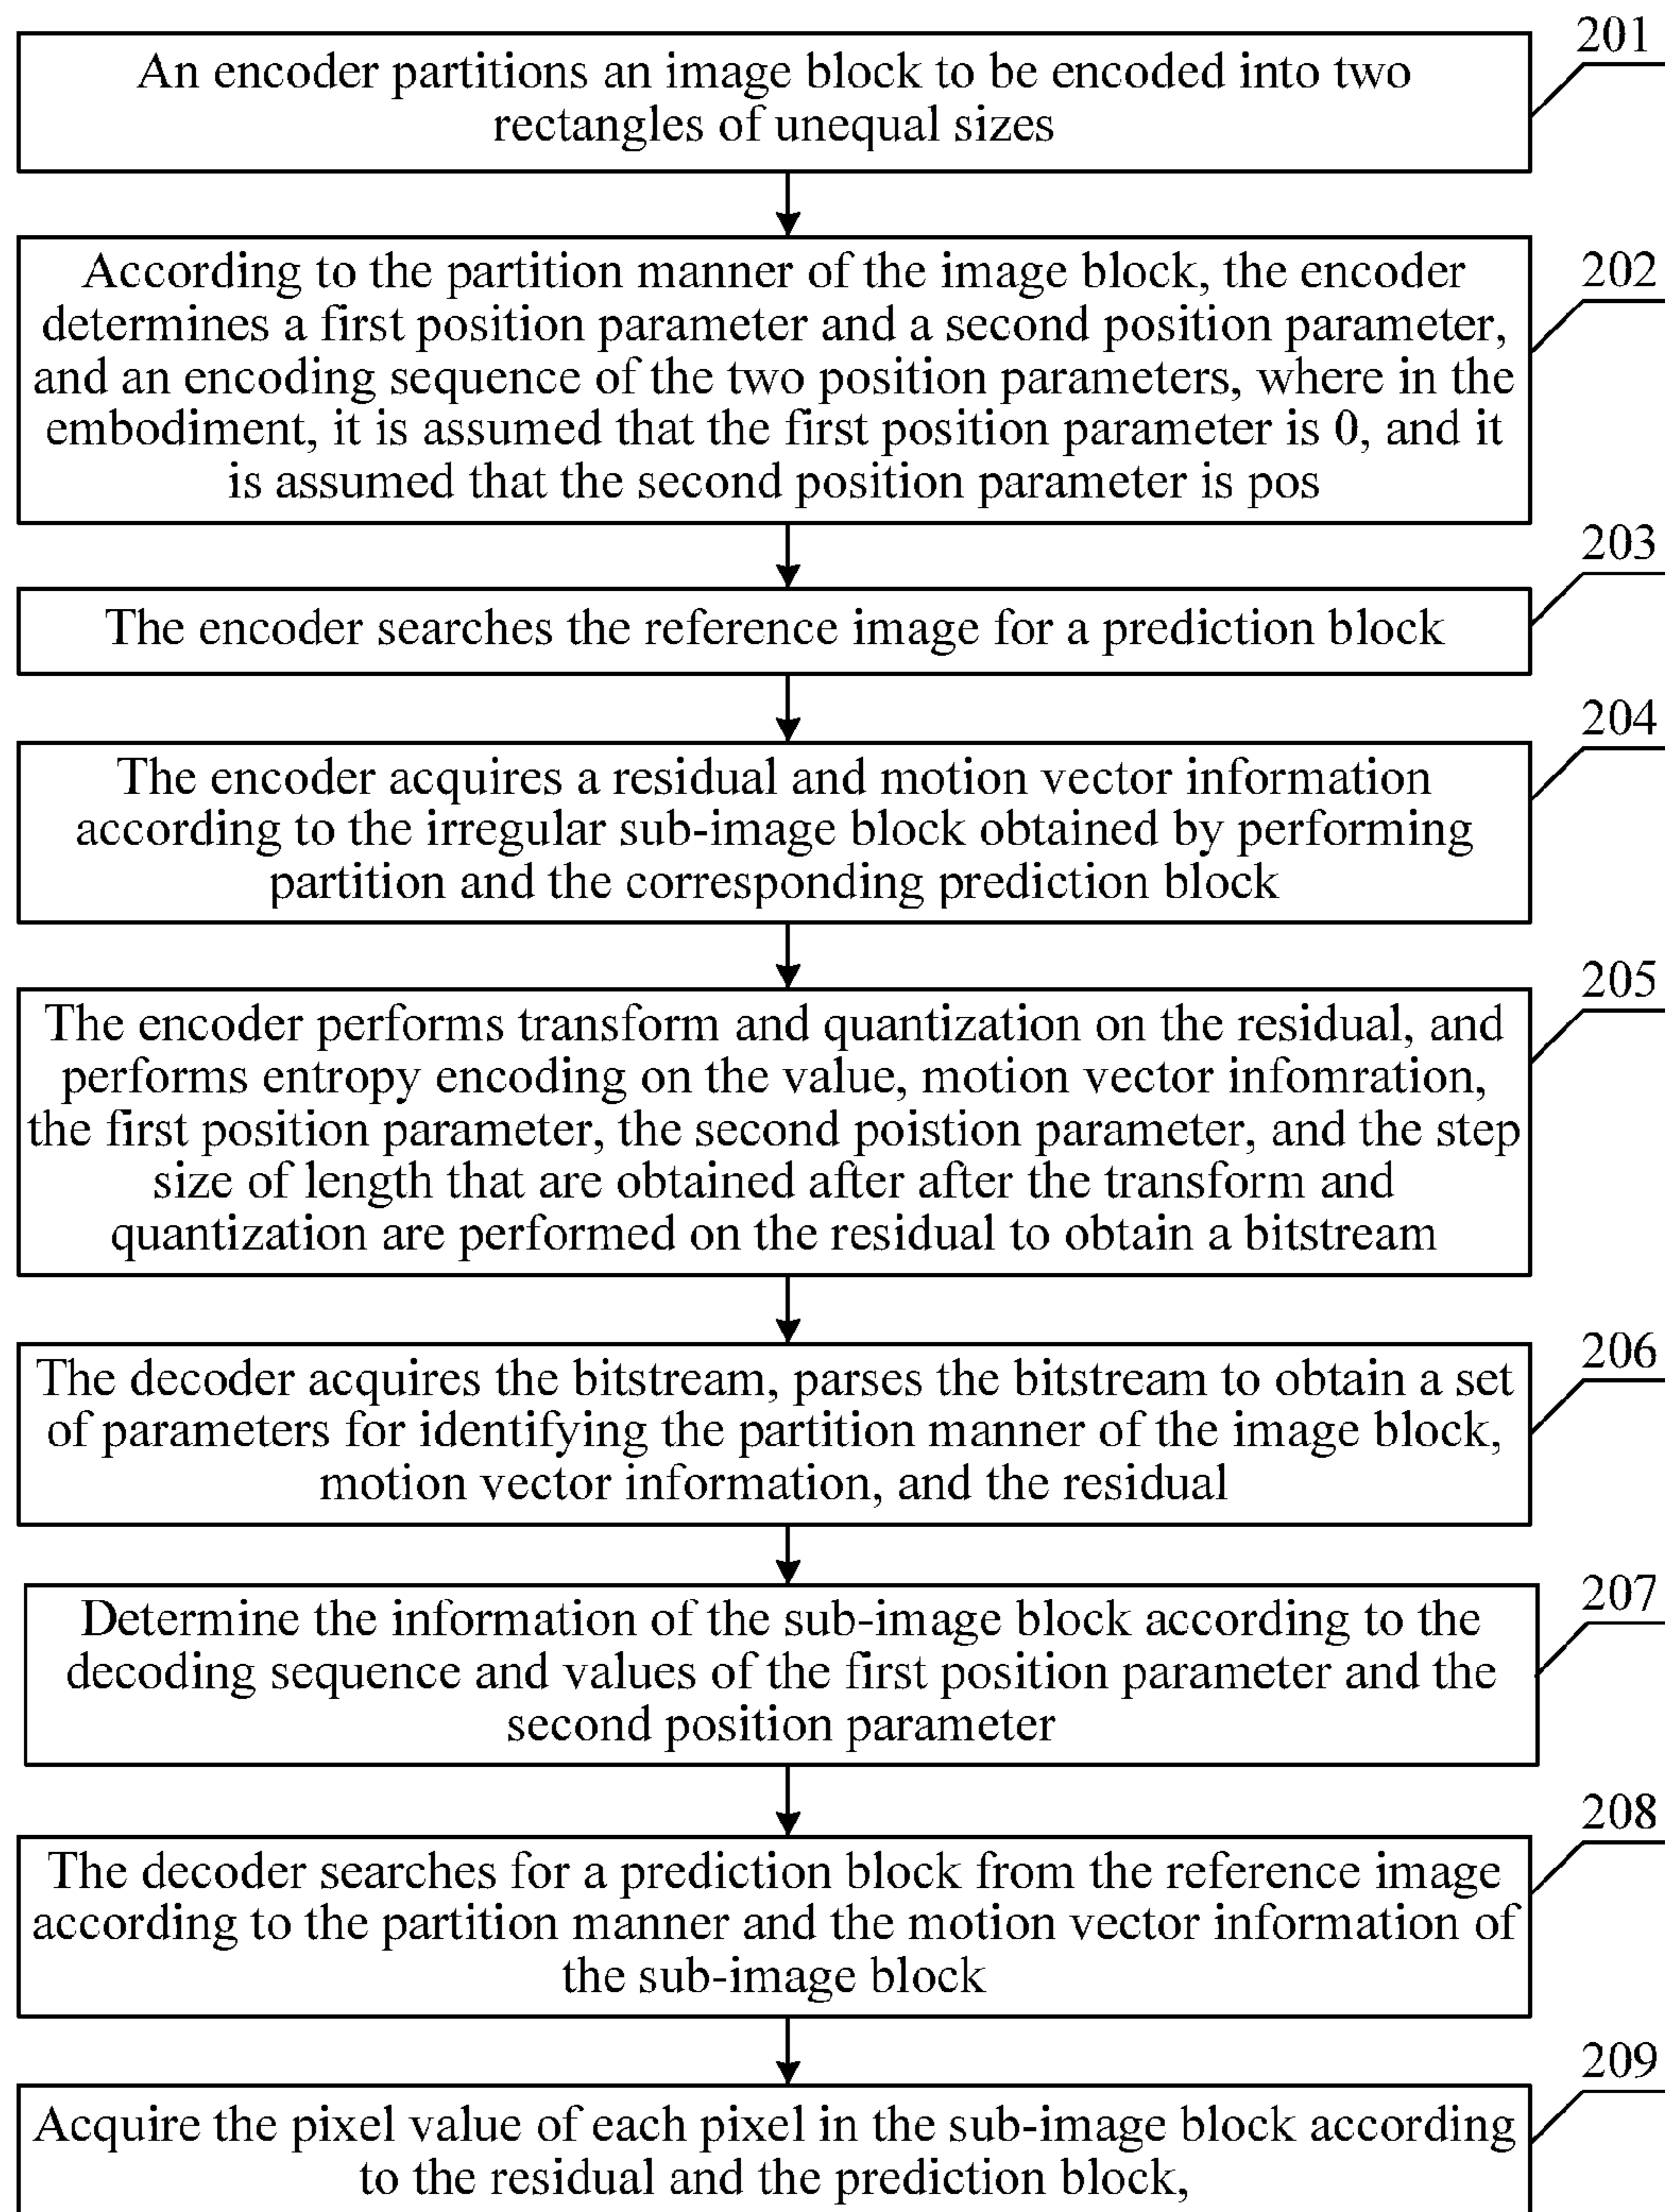 201
An encoder partitions an image block to be encoded into two
rectangles of unequal sizes
202
According to the partition manner of the image block, the encoder
determines a first position parameter and a second position parameter,
and an encoding sequence of the two position parameters, where in the
embodiment, it is assumed that the first position parameter is 0, and it
is assumed that the second position parameter is pos
203
The encoder searches the reference image for a prediction block
204
The encoder acquires a residual and motion vector information
according to the irregular sub-image block obtained by performing
partition and the corresponding prediction block
205
The encoder performs transform and quantization on the residual, and
performs entropy encoding on the value, motion vector infomration,
the first position parameter, the second poistion parameter, and the step
size of length that are obtained after after the transform and
quantization are performed on the residual to obtain a bitstream
206
The decoder acquires the bitstream, parses the bitstream to obtain a set
of parameters for identifying the partition manner of the image block,
motion vector information, and the residual
207
Determine the information of the sub-image block according to the
decoding sequence and values of the first position parameter and the
second position parameter
208
The decoder searches for a prediction block from the reference image
according to the partition manner and the motion vector information of
the sub-image block
209
Acquire the pixel value of each pixel in the sub-image block according
to the residual and the prediction block,